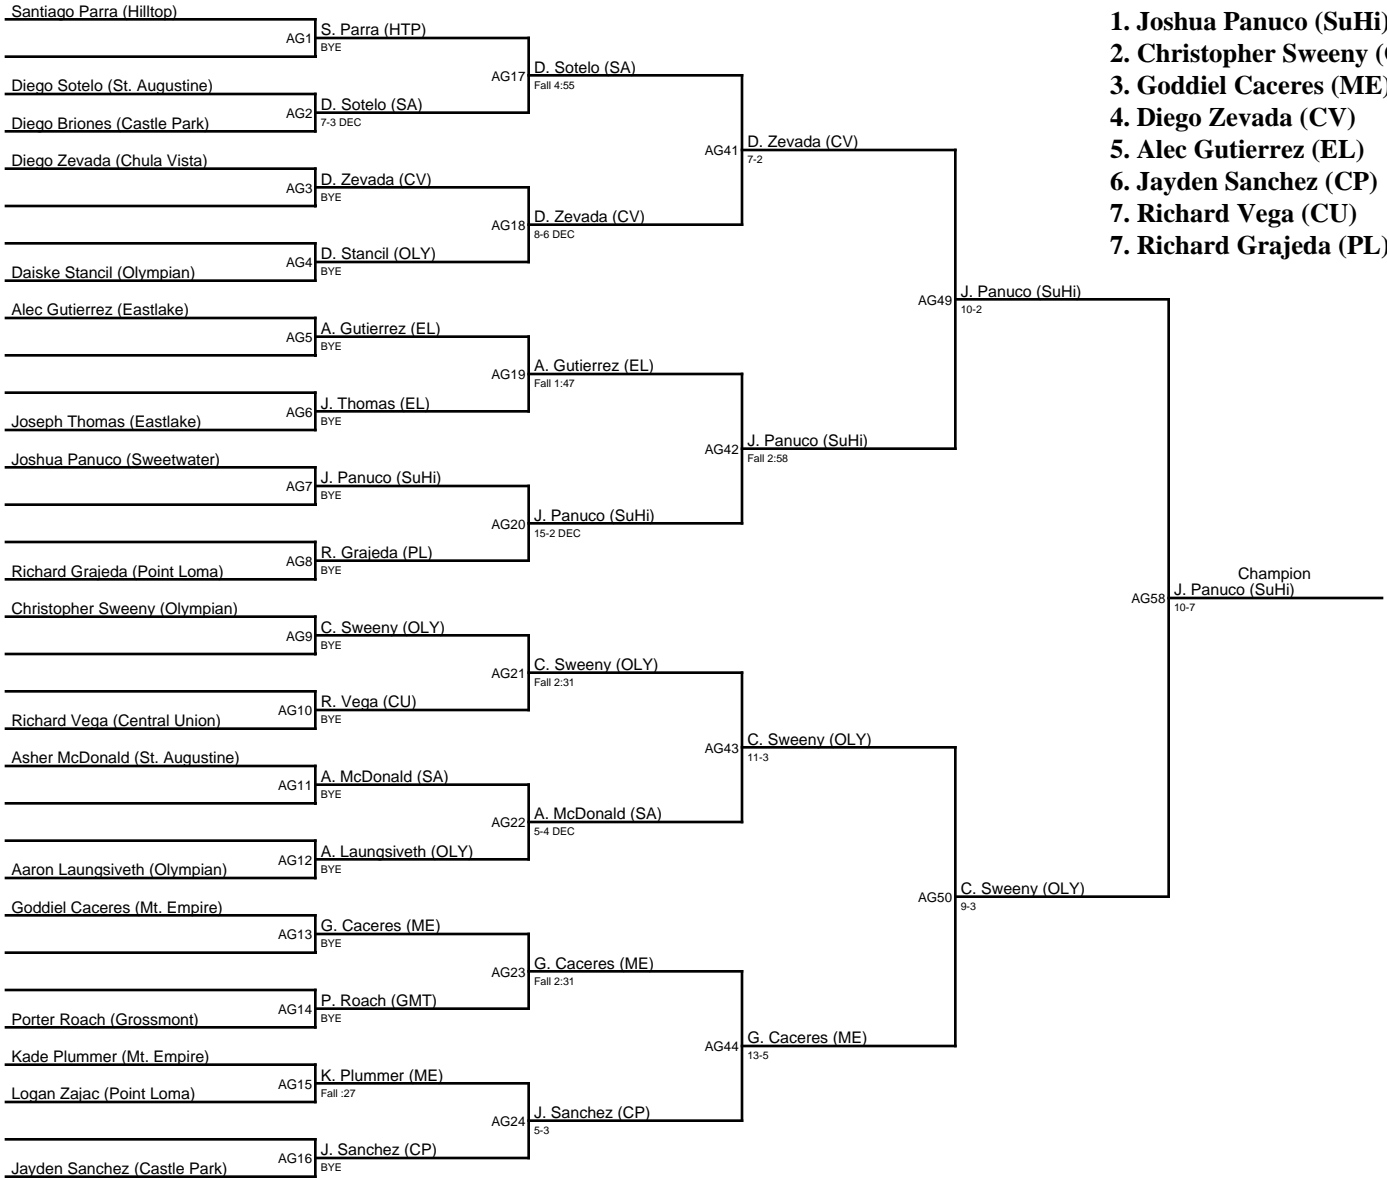 Santiago Parra (Hilltop)
AG1
S. Parra (HTP)
BYE
AG17
D. Sotelo (SA)
Fall 4:55
Diego Sotelo (St. Augustine)
AG2
D. Sotelo (SA)
7-3 DEC
Diego Briones (Castle Park)
AG41
D. Zevada (CV)
7-2
Diego Zevada (Chula Vista)
AG3
D. Zevada (CV)
BYE
AG18
D. Zevada (CV)
8-6 DEC
AG4
D. Stancil (OLY)
BYE
Daiske Stancil (Olympian)
AG49
J. Panuco (SuHi)
10-2
Alec Gutierrez (Eastlake)
AG5
A. Gutierrez (EL)
BYE
AG19
A. Gutierrez (EL)
Fall 1:47
AG6
J. Thomas (EL)
BYE
Joseph Thomas (Eastlake)
AG42
J. Panuco (SuHi)
Fall 2:58
Joshua Panuco (Sweetwater)
AG7
J. Panuco (SuHi)
BYE
AG20
J. Panuco (SuHi)
15-2 DEC
AG8
R. Grajeda (PL)
BYE
Richard Grajeda (Point Loma)
AG58
Champion
J. Panuco (SuHi)
10-7
Christopher Sweeny (Olympian)
AG9
C. Sweeny (OLY)
BYE
AG21
C. Sweeny (OLY)
Fall 2:31
AG10
R. Vega (CU)
BYE
Richard Vega (Central Union)
AG43
C. Sweeny (OLY)
11-3
Asher McDonald (St. Augustine)
AG11
A. McDonald (SA)
BYE
AG22
A. McDonald (SA)
5-4 DEC
AG12
A. Laungsiveth (OLY)
BYE
Aaron Laungsiveth (Olympian)
AG50
C. Sweeny (OLY)
9-3
Goddiel Caceres (Mt. Empire)
AG13
G. Caceres (ME)
BYE
AG23
G. Caceres (ME)
Fall 2:31
AG14
P. Roach (GMT)
BYE
Porter Roach (Grossmont)
AG44
G. Caceres (ME)
13-5
Kade Plummer (Mt. Empire)
AG15
K. Plummer (ME)
Fall :27
Logan Zajac (Point Loma)
AG24
J. Sanchez (CP)
5-3
AG16
J. Sanchez (CP)
BYE
Jayden Sanchez (Castle Park)
1. Joshua Panuco (SuHi)
2. Christopher Sweeny (
3. Goddiel Caceres (ME)
4. Diego Zevada (CV)
5. Alec Gutierrez (EL)
6. Jayden Sanchez (CP)
7. Richard Vega (CU)
7. Richard Grajeda (PL)